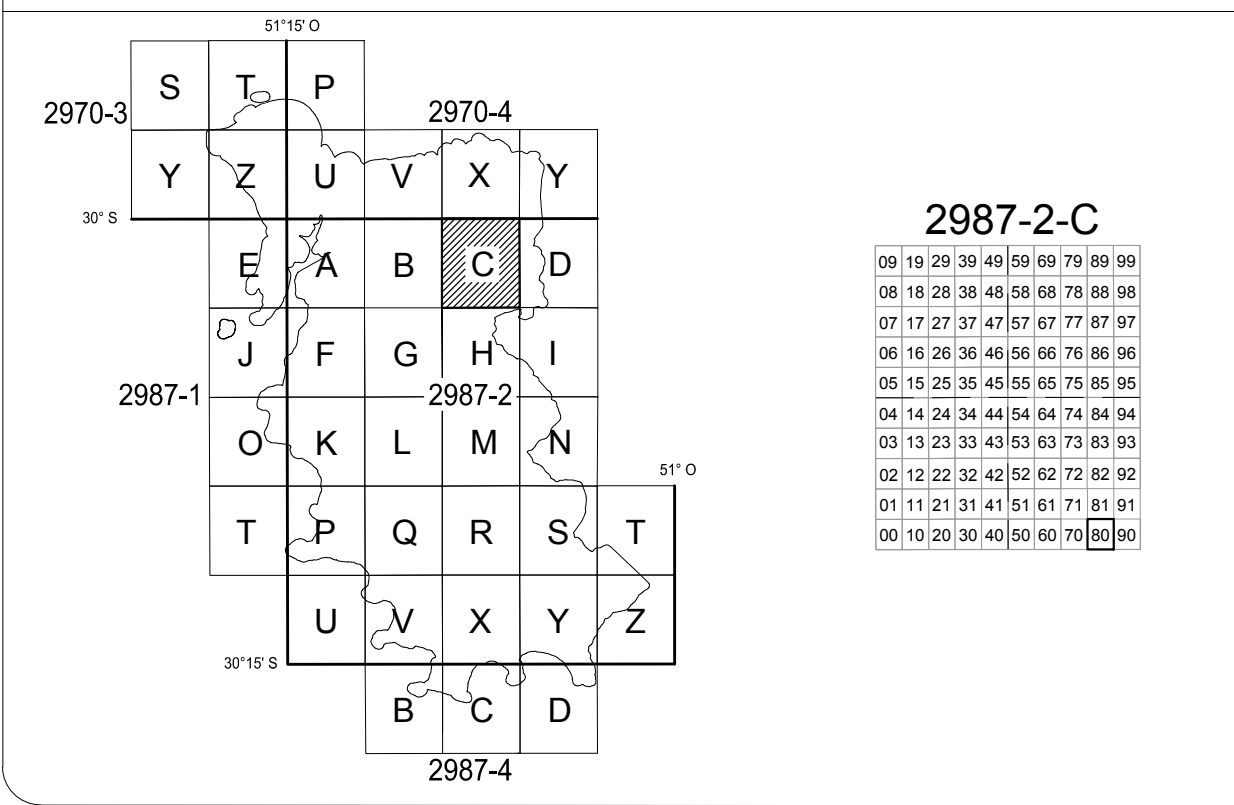 51°15' O
S T P
2970-3 2970-4
Y Z U V X Y
30° S
E A B C D
J F G H I
2987-1 2987-2
O K L M N
51° O
T P Q R S T
U V X Y Z
30°15' S
B C D
2987-4
2987-2-C
09 19 29 39 49 59 69 79 89 99
08 18 28 38 48 58 68 78 88 98
07 17 27 37 47 57 67 77 87 97
06 16 26 36 46 56 66 76 86 96
05 15 25 35 45 55 65 75 85 95
04 14 24 34 44 54 64 74 84 94
03 13 23 33 43 53 63 73 83 93
02 12 22 32 42 52 62 72 82 92
01 11 21 31 41 51 61 71 81 91
00 10 20 30 40 50 60 70 80 90